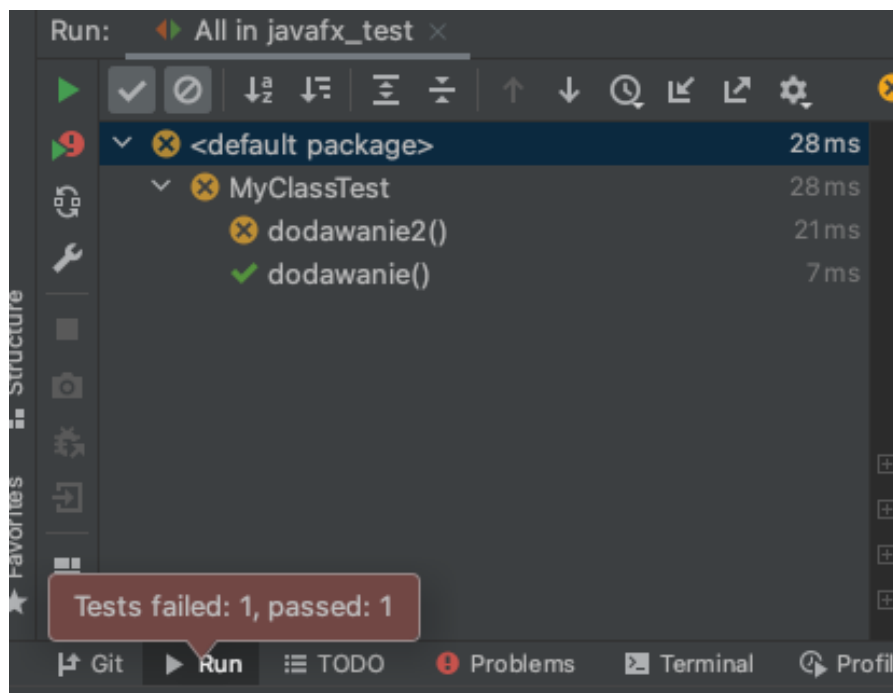 Run: All in javafx_test
<default package> 28 ms
MyClassTest 28 ms
dodawanie2() 21 ms
dodawanie() 7 ms
Structure
Favorites
Tests failed: 1, passed: 1
Git Run TODO Problems Terminal Profil